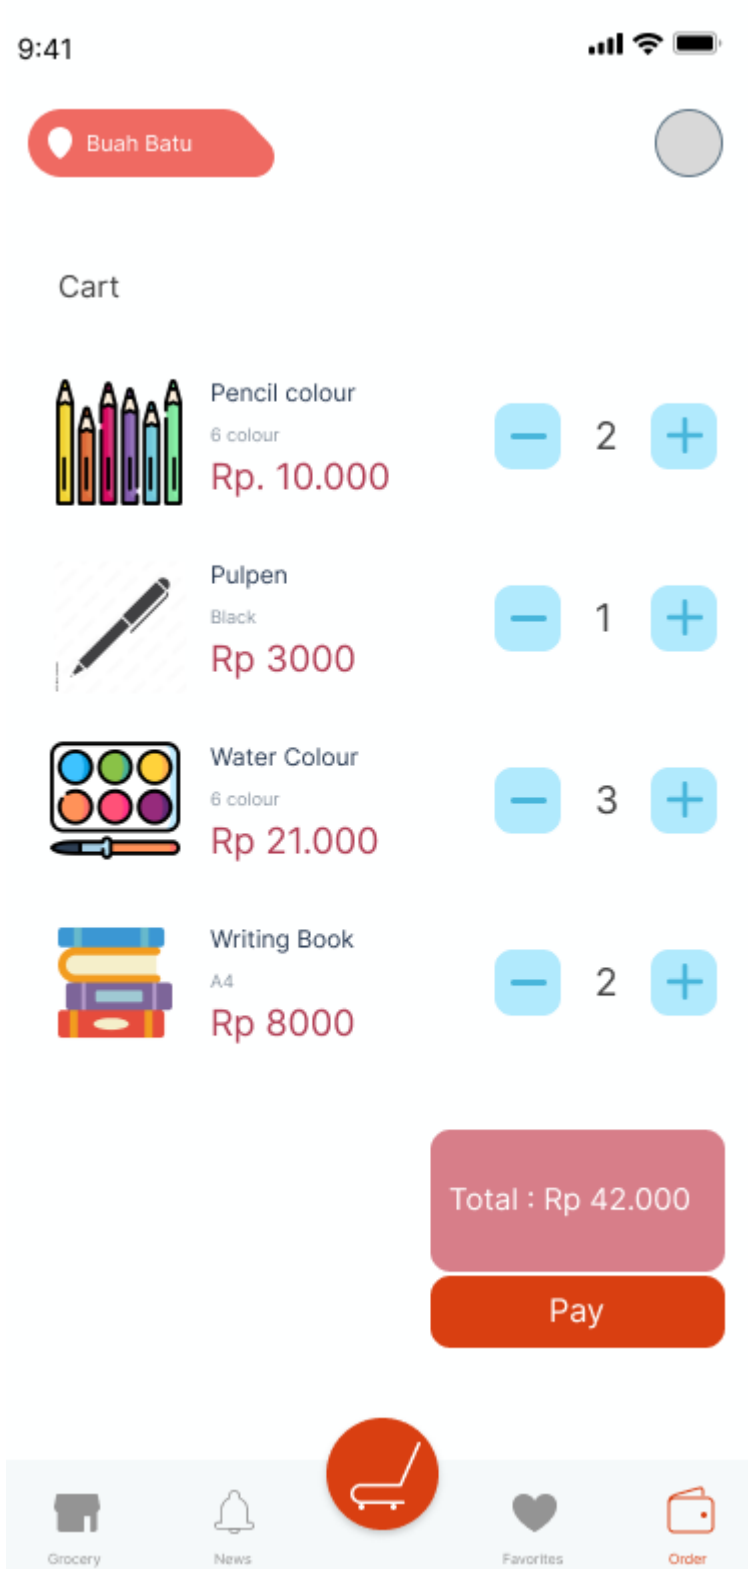 9:41
Buah Batu
Cart
Pencil colour
6 colour
Rp. 10.000
2
Pulpen
Black
Rp 3000
1
Water Colour
6 colour
Rp 21.000
3
Writing Book
A4
Rp 8000
2
Total : Rp 42.000
Pay
Grocery
News
Favorites
Order